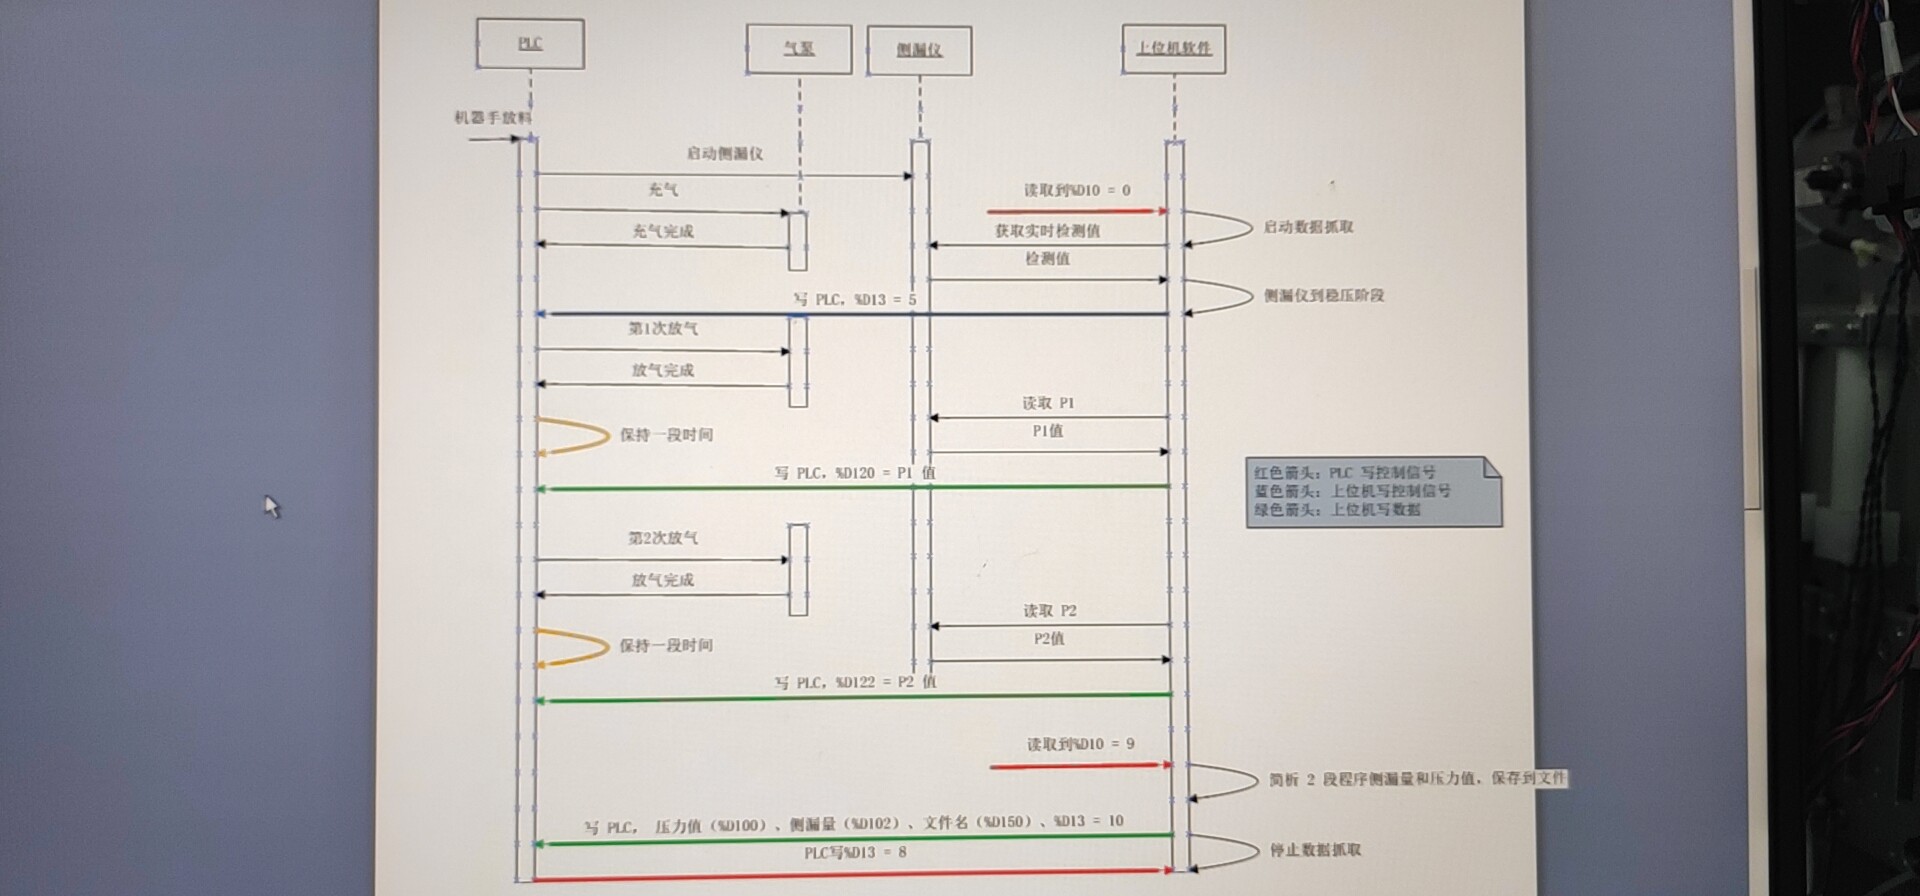 PLC
气泵
侧漏仪
上位机软件
机器手放料
启动侧漏仪
充气
读取到%D10 = 0
充气完成
获取实时检测值
启动数据抓取
检测值
写 PLC，%D13 = 5
侧漏仪到稳压阶段
第1次放气
放气完成
读取 P1
保持一段时间
P1值
写 PLC，%D120 = P1 值
红色箭头：PLC 写控制信号
蓝色箭头：上位机写控制信号
绿色箭头：上位机写数据
第2次放气
放气完成
读取 P2
保持一段时间
P2值
写 PLC，%D122 = P2 值
读取到%D10 = 9
简析 2 段程序侧漏量和压力值，保存到文件
写 PLC， 压力值（%D100）、侧漏量（%D102）、文件名（%D150）、%D13 = 10
PLC写%D13 = 8
停止数据抓取